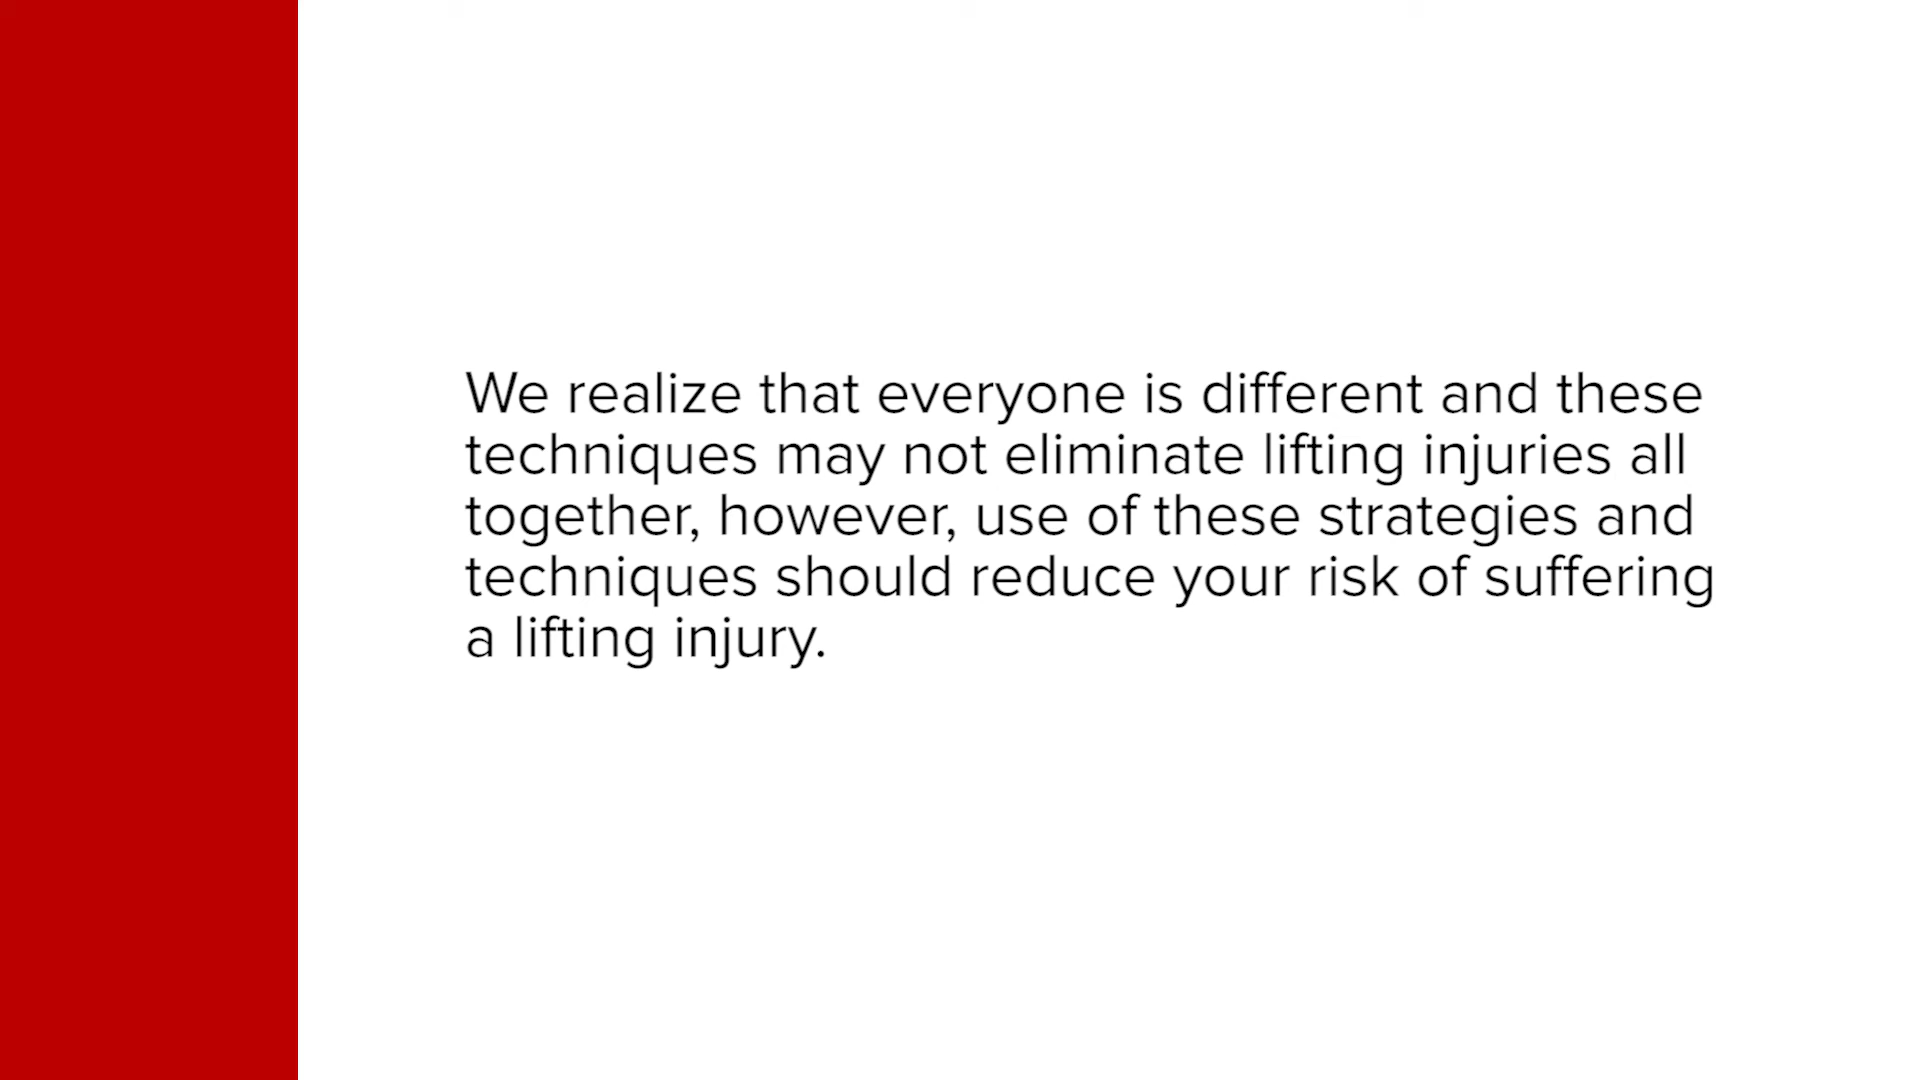 We realize that everyone is different and these
techniques may not eliminate lifting injuries all
together, however, use of these strategies and
techniques should reduce your risk of suffering
a lifting injury.